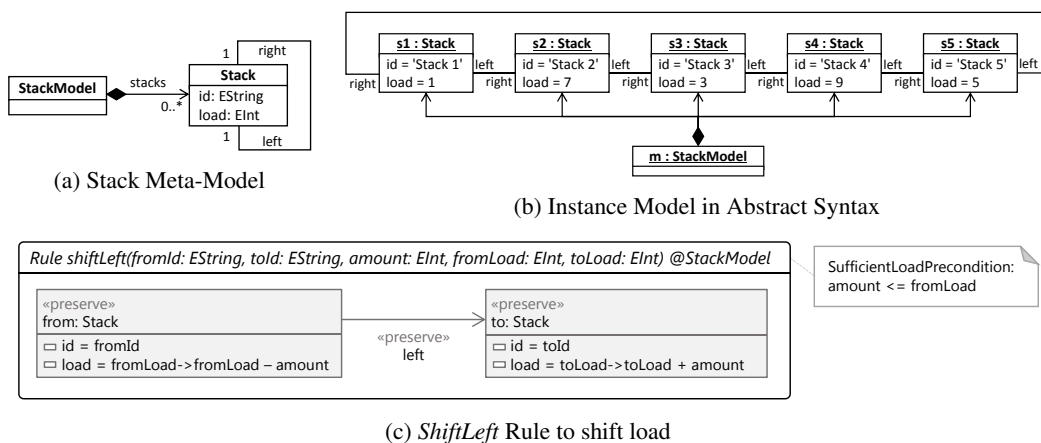 1
right
Stack
StackModel
stacks
0..*
id: EString
load: EInt
1
left
(a) Stack Meta-Model
s1 : Stack
id = 'Stack 1'
load = 1
s2 : Stack
id = 'Stack 2'
load = 7
s3 : Stack
id = 'Stack 3'
load = 3
s4 : Stack
id = 'Stack 4'
load = 9
s5 : Stack
id = 'Stack 5'
load = 5
left left left left left
right right right right right
m : StackModel
(b) Instance Model in Abstract Syntax
Rule shiftLeft(fromId: EString, toId: EString, amount: EInt, fromLoad: EInt, toLoad: EInt) @StackModel
«preserve»
from: Stack
id = fromId
load = fromLoad->fromLoad – amount
«preserve»
left
«preserve»
to: Stack
id = toId
load = toLoad->toLoad + amount
SufficientLoadPrecondition:
amount <= fromLoad
(c) ShiftLeft Rule to shift load